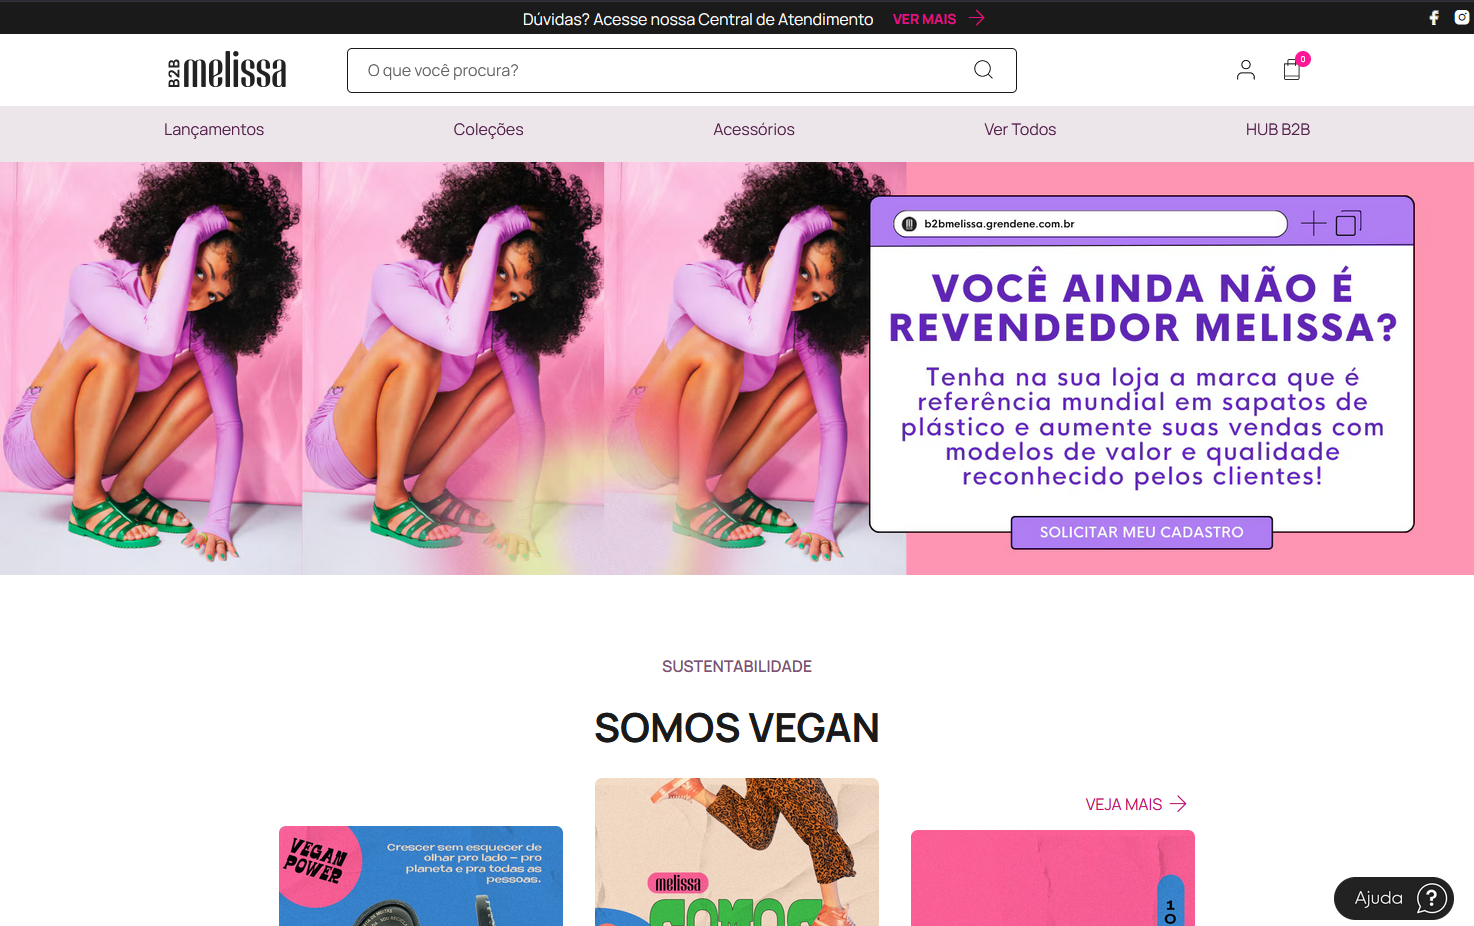 Dúvidas? Acesse nossa Central de Atendimento VER MAIS
B2B melissa
O que você procura?
0
Lançamentos
Coleções
Acessórios
Ver Todos
HUB B2B
b2bmelissa.grendene.com.br
VOCÊ AINDA NÃO É
REVENDEDOR MELISSA?
Tenha na sua loja a marca que é
referência mundial em sapatos de
plástico e aumente suas vendas com
modelos de valor e qualidade
reconhecido pelos clientes!
SOLICITAR MEU CADASTRO
SUSTENTABILIDADE
SOMOS VEGAN
VEJA MAIS
VEGAN
POWER
Crescer sem esquecer de
olhar pro lado – pro
planeta e pra todas as
pessoas.
melissa
SOMOS
10
Ajuda